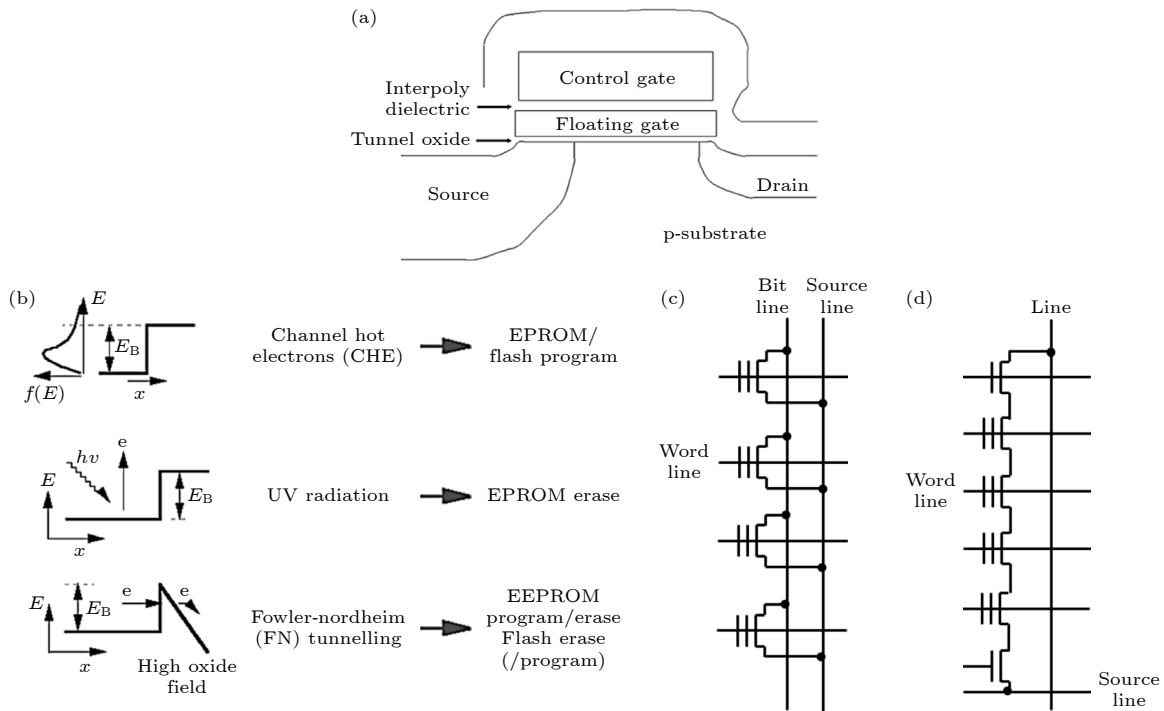 (a)
Control gate
Interpoly
dielectric
Floating gate
Tunnel oxide
Source
Drain
p-substrate
(b)
E
E_B
f(E)
x
Channel hot
electrons (CHE)
EPROM/
flash program
hν
e
E
E_B
x
UV radiation
EPROM erase
E
E_B
e
e
x
High oxide
field
Fowler-nordheim
(FN) tunnelling
EEPROM
program/erase
Flash erase
(/program)
(c)
Bit
line
Source
line
Word
line
(d)
Line
Word
line
Source
line